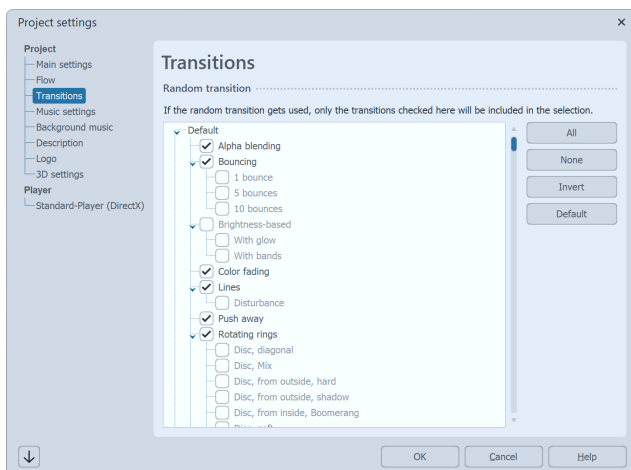 Project settings
Project
Main settings
Flow
Transitions
Music settings
Background music
Description
Logo
3D settings
Player
Standard-Player (DirectX)
Transitions
Random transition
If the random transition gets used, only the transitions checked here will be included in the selection.
Default
Alpha blending
Bouncing
1 bounce
5 bounces
10 bounces
Brightness-based
With glow
With bands
Color fading
Lines
Disturbance
Push away
Rotating rings
Disc, diagonal
Disc, Mix
Disc, from outside, hard
Disc, from outside, shadow
Disc, from inside, Boomerang
All
None
Invert
Default
OK
Cancel
Help